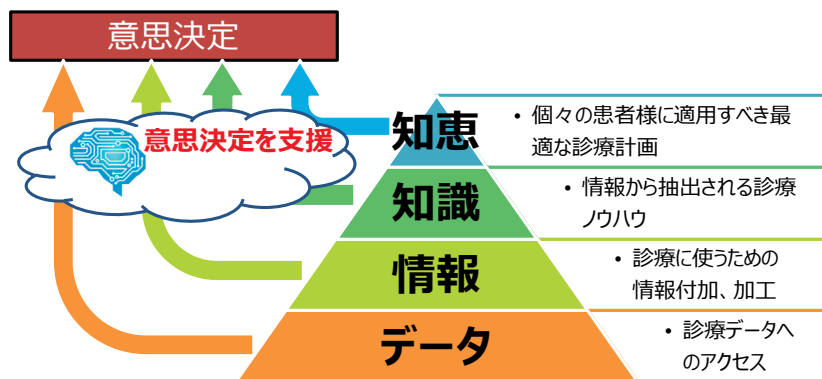 意思決定
意思決定を支援
知恵
• 個々の患者様に適用すべき最
適な診療計画
知識
• 情報から抽出される診療
ノウハウ
情報
• 診療に使うための
情報付加、加工
データ
• 診療データへ
のアクセス